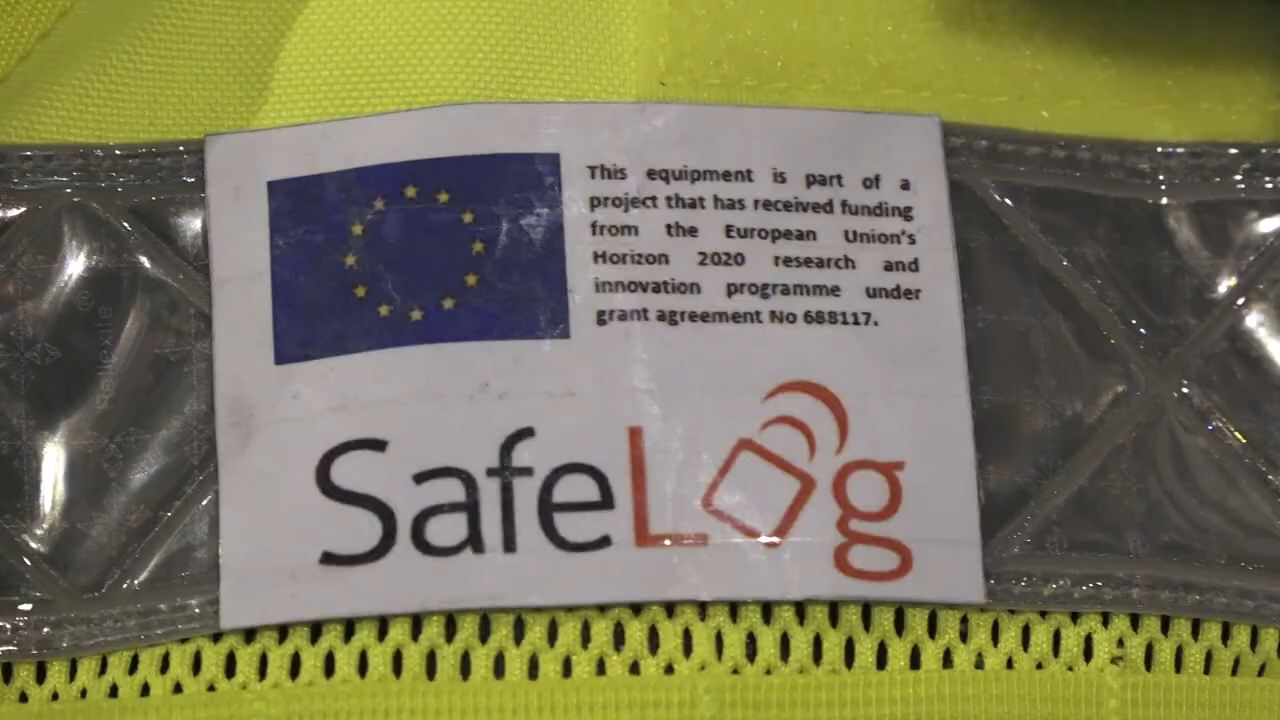 This equipment is part of a
project that has received funding
from the European Union's
Horizon 2020 research and
innovation programme under
grant agreement No 688117.
SafeLog